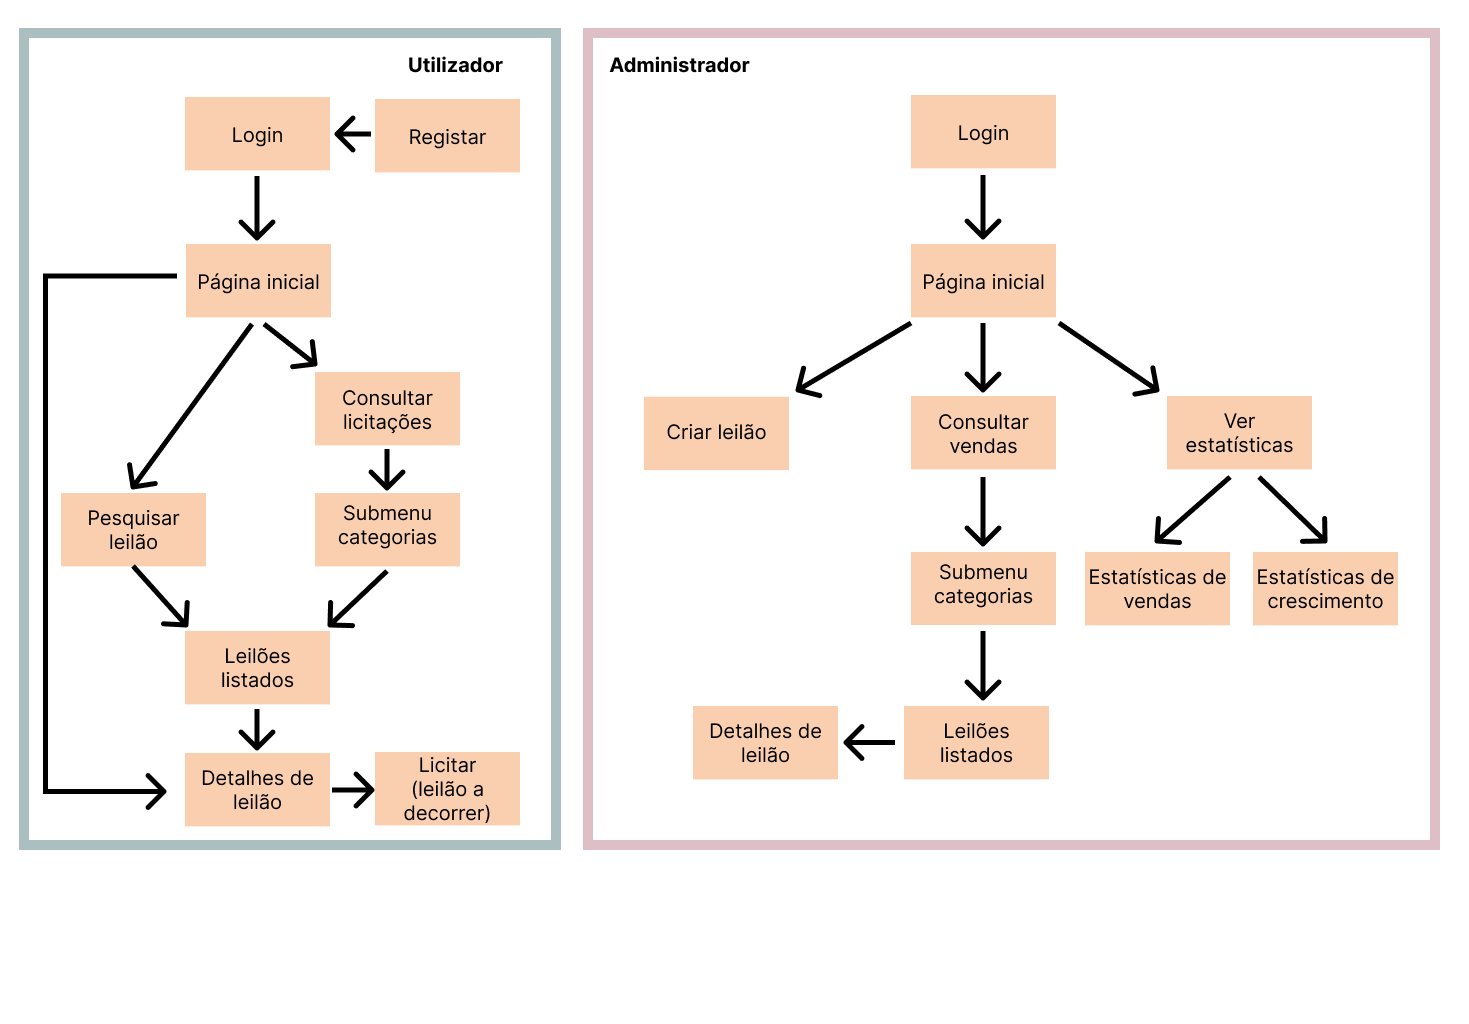 Utilizador
Login
Registar
Página inicial
Consultar
licitações
Pesquisar
leilão
Submenu
categorias
Leilões
listados
Detalhes de
leilão
Licitar
(leilão a
decorrer)
Administrador
Login
Página inicial
Criar leilão
Consultar
vendas
Ver
estatísticas
Submenu
categorias
Estatísticas de
vendas
Estatísticas de
crescimento
Detalhes de
leilão
Leilões
listados